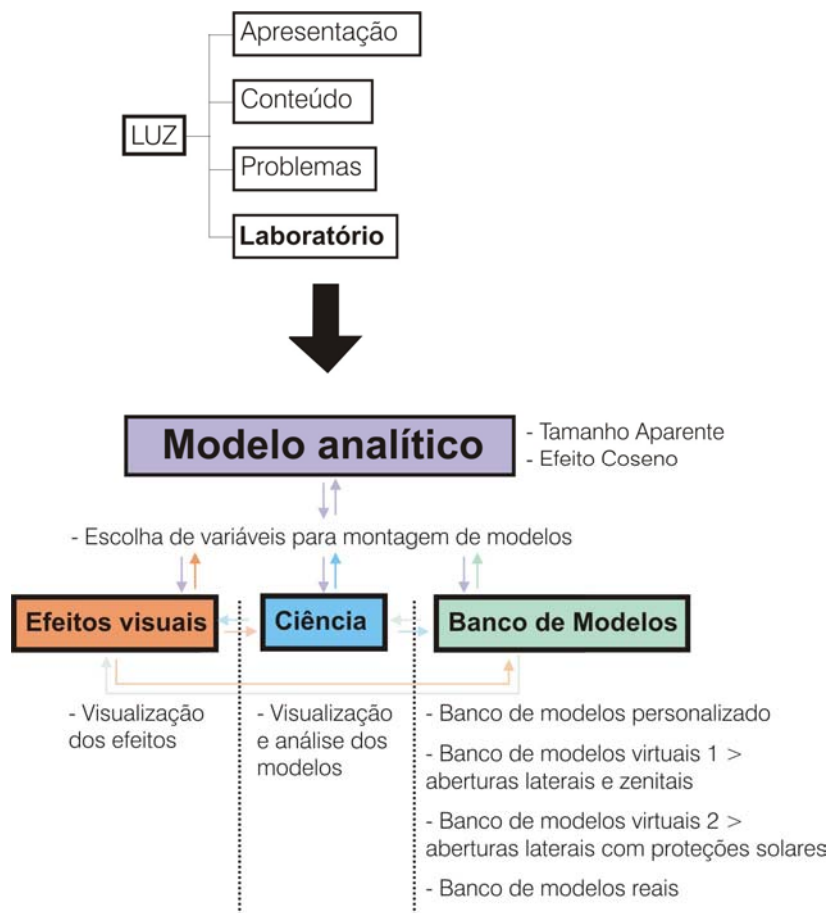 Apresentação
Conteúdo
LUZ
Problemas
Laboratório
Modelo analítico
- Tamanho Aparente
- Efeito Coseno
- Escolha de variáveis para montagem de modelos
Efeitos visuais
Ciência
Banco de Modelos
- Visualização
dos efeitos
- Visualização
e análise dos
modelos
- Banco de modelos personalizado
- Banco de modelos virtuais 1 >
aberturas laterais e zenitais
- Banco de modelos virtuais 2 >
aberturas laterais com proteções solares
- Banco de modelos reais